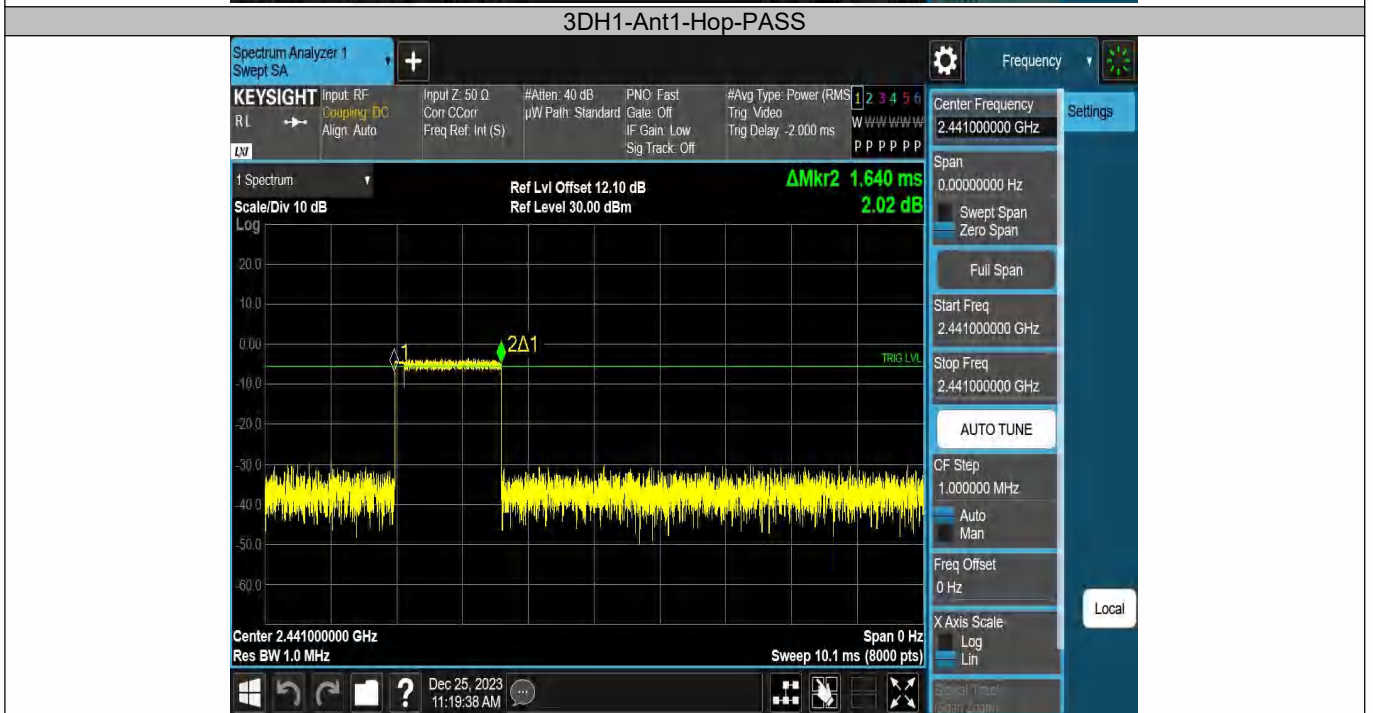 3DH1-Ant1-Hop-PASS
Spectrum Analyzer 1
Swept SA
+
Frequency
KEYSIGHT
RL
LXI
Input: RF
Coupling: DC
Align: Auto
Input Z: 50 Ω
Corr CCorr
Freq Ref: Int (S)
#Atten: 40 dB
µW Path: Standard
PNO: Fast
Gate: Off
IF Gain: Low
Sig Track: Off
#Avg Type: Power (RMS
Trig: Video
Trig Delay: -2.000 ms
1 2 3 4 5 6
W W W W W W
P P P P P P
Center Frequency
2.441000000 GHz
Settings
Span
0.00000000 Hz
Swept Span
Zero Span
Full Span
Start Freq
2.441000000 GHz
Stop Freq
2.441000000 GHz
AUTO TUNE
CF Step
1.000000 MHz
Auto
Man
Freq Offset
0 Hz
X Axis Scale
Log
Lin
Signal Track
(Span Zoom)
Local
1 Spectrum
Scale/Div 10 dB
Log
Ref Lvl Offset 12.10 dB
Ref Level 30.00 dBm
ΔMkr2 1.640 ms
2.02 dB
20.0
10.0
0.00
-10.0
-20.0
-30.0
-40.0
-50.0
-60.0
1
2Δ1
TRIG LVL
Center 2.441000000 GHz
Res BW 1.0 MHz
Span 0 Hz
Sweep 10.1 ms (8000 pts)
?
Dec 25, 2023
11:19:38 AM